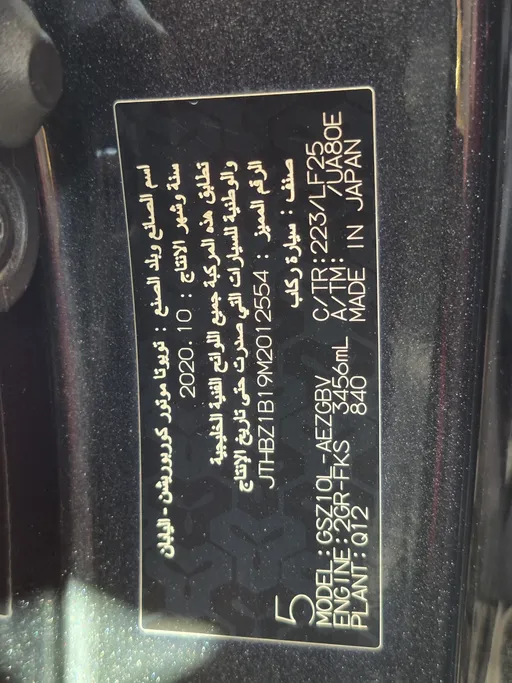 اسم الصانع وبلد الصنع : تويوتا موتور كوربوريشن - اليابان
سنة وشهر الانتاج : 2020.10
تطابق هذه المركبة جميع اللوائح الفنية الخليجية
والوطنية للسيارات التي صدرت حتى تاريخ الإنتاج
الرقم المميز : JTHBZ1B19M2012554
صنف : سيارة ركاب
5
MODEL:GSZ10L-AEZGBV C/TR:223/LF25
ENGINE:2GR-FKS 3456mL A/TM: /UA80E
PLANT:Q12 840 MADE IN JAPAN